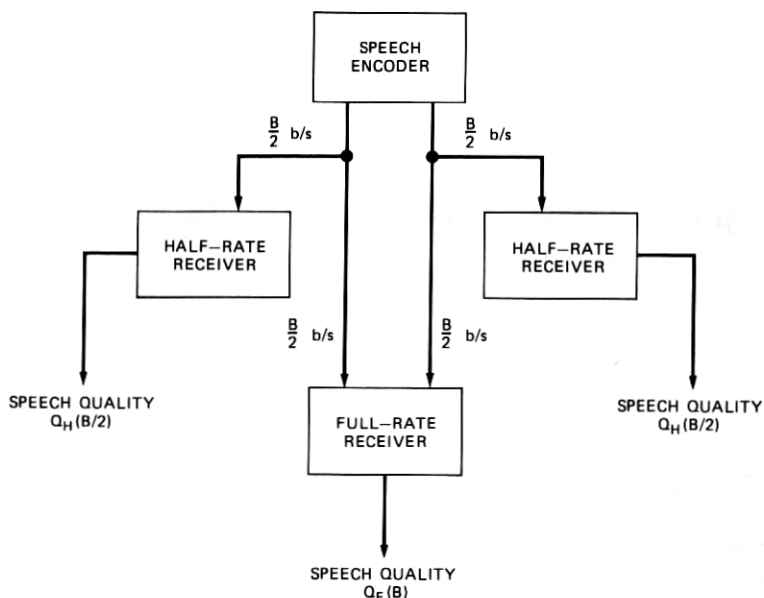 SPEECH
ENCODER
B/2 b/s
B/2 b/s
HALF–RATE
RECEIVER
HALF–RATE
RECEIVER
B/2 b/s
B/2 b/s
SPEECH QUALITY
QH(B/2)
SPEECH QUALITY
QH(B/2)
FULL–RATE
RECEIVER
SPEECH QUALITY
QF(B)